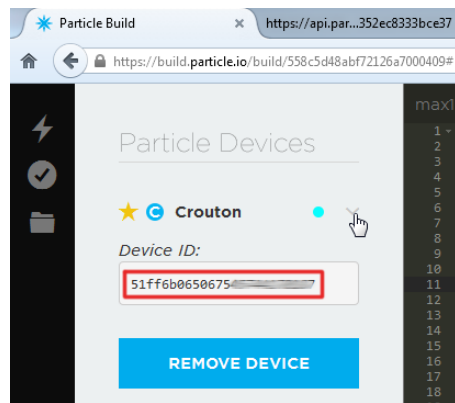 Particle Build
https://api.par...352ec8333bce37
https://build.particle.io/build/558c5d48abf72126a7000409#
max1
Particle Devices
Crouton
Device ID:
51ff6b0650675
REMOVE DEVICE
1
2
3
4
5
6
7
8
9
10
11
12
13
14
15
16
17
18